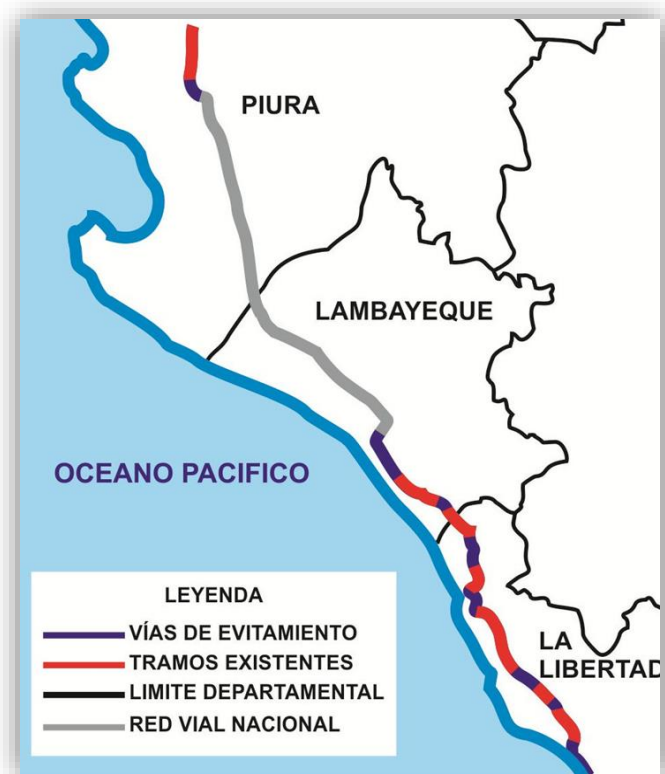 PIURA
LAMBAYEQUE
OCEANO PACIFICO
LA
LIBERTAD
LEYENDA
VÍAS DE EVITAMIENTO
TRAMOS EXISTENTES
LIMITE DEPARTAMENTAL
RED VIAL NACIONAL